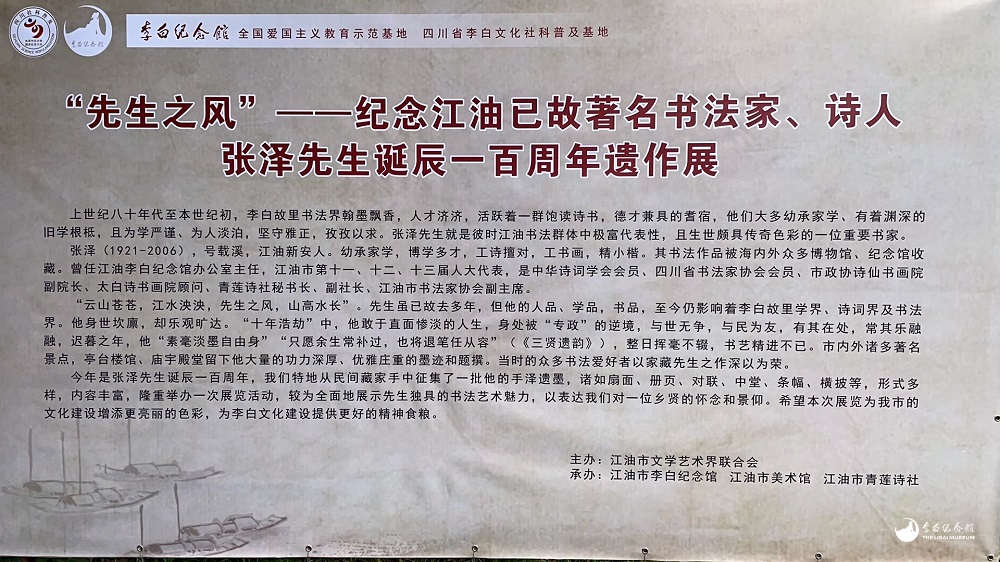 李白纪念馆 全国爱国主义教育示范基地 四川省李白文化社科普及基地
“先生之风”——纪念江油已故著名书法家、诗人
张泽先生诞辰一百周年遗作展
上世纪八十年代至本世纪初，李白故里书法界翰墨飘香，人才济济，活跃着一群饱读诗书，德才兼具的耆宿，他们大多幼承家学、有着渊深的
旧学根柢，且为学严谨、为人淡泊，坚守雅正，孜孜以求。张泽先生就是彼时江油书法群体中极富代表性，且生世颇具传奇色彩的一位重要书家。
张泽（1921-2006），号载溪，江油新安人。幼承家学，博学多才，工诗擅对，工书画，精小楷。其书法作品被海内外众多博物馆、纪念馆收
藏。曾任江油李白纪念馆办公室主任，江油市第十一、十二、十三届人大代表，是中华诗词学会会员、四川省书法家协会会员、市政协诗仙书画院
副院长、太白诗书画院顾问、青莲诗社秘书长、副社长、江油市书法家协会副主席。
“云山苍苍，江水泱泱，先生之风，山高水长”。先生虽已故去多年，但他的人品、学品，书品，至今仍影响着李白故里学界、诗词界及书法
界。他身世坎廪，却乐观旷达。“十年浩劫”中，他敢于直面惨淡的人生，身处被“专政”的逆境，与世无争，与民为友，有其在处，常其乐融
融，迟暮之年，他“素毫淡墨自由身”“只愿余生常补过，也将退笔任从容”（《三贤遗韵》），整日挥毫不辍，书艺精进不已。市内外诸多著名
景点，亭台楼馆、庙宇殿堂留下他大量的功力深厚、优雅庄重的墨迹和题撰。当时的众多书法爱好者以家藏先生之作深以为荣。
今年是张泽先生诞辰一百周年，我们特地从民间藏家手中征集了一批他的手泽遗墨，诸如扇面、册页、对联、中堂、条幅、横披等，形式多
样，内容丰富，隆重举办一次展览活动，较为全面地展示先生独具的书法艺术魅力，以表达我们对一位乡贤的怀念和景仰。希望本次展览为我市的
文化建设增添更亮丽的色彩，为李白文化建设提供更好的精神食粮。
主办：江油市文学艺术界联合会
承办：江油市李白纪念馆 江油市美术馆 江油市青莲诗社
李白纪念馆
THE LIBAI MUSEUM